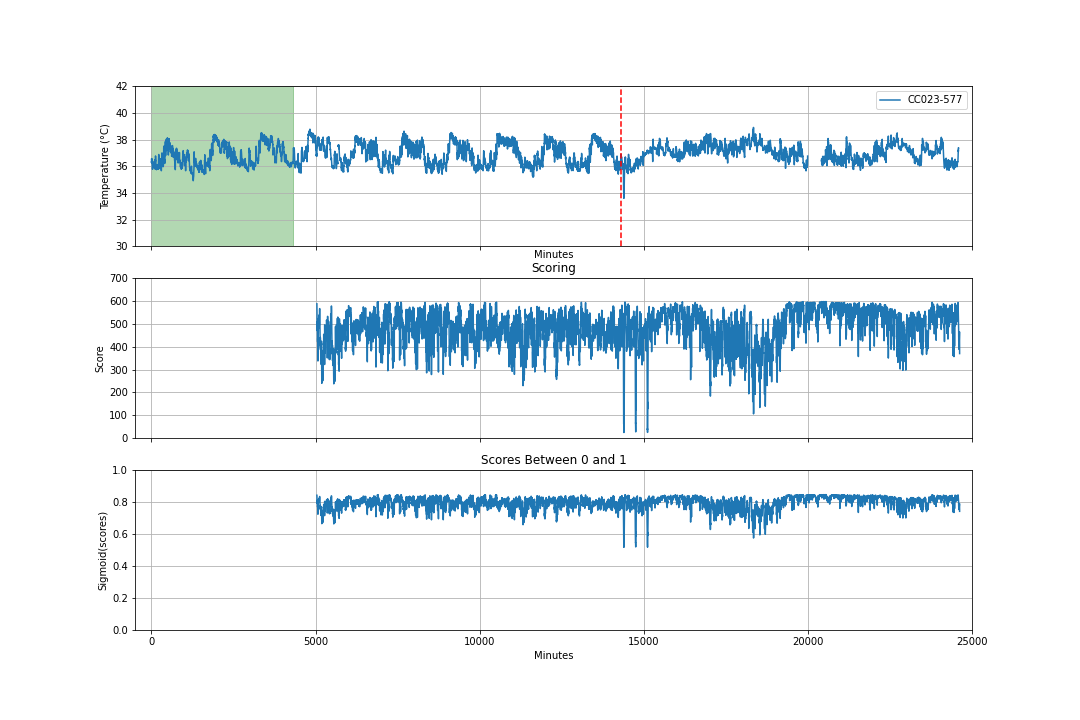 42
40
38
36
34
32
30
Temperature (°C)
CC023-577
Minutes
Scoring
700
600
500
400
300
200
100
0
Score
Scores Between 0 and 1
1.0
0.8
0.6
0.4
0.2
0.0
Sigmoid(scores)
0 5000 10000 15000 20000 25000
Minutes